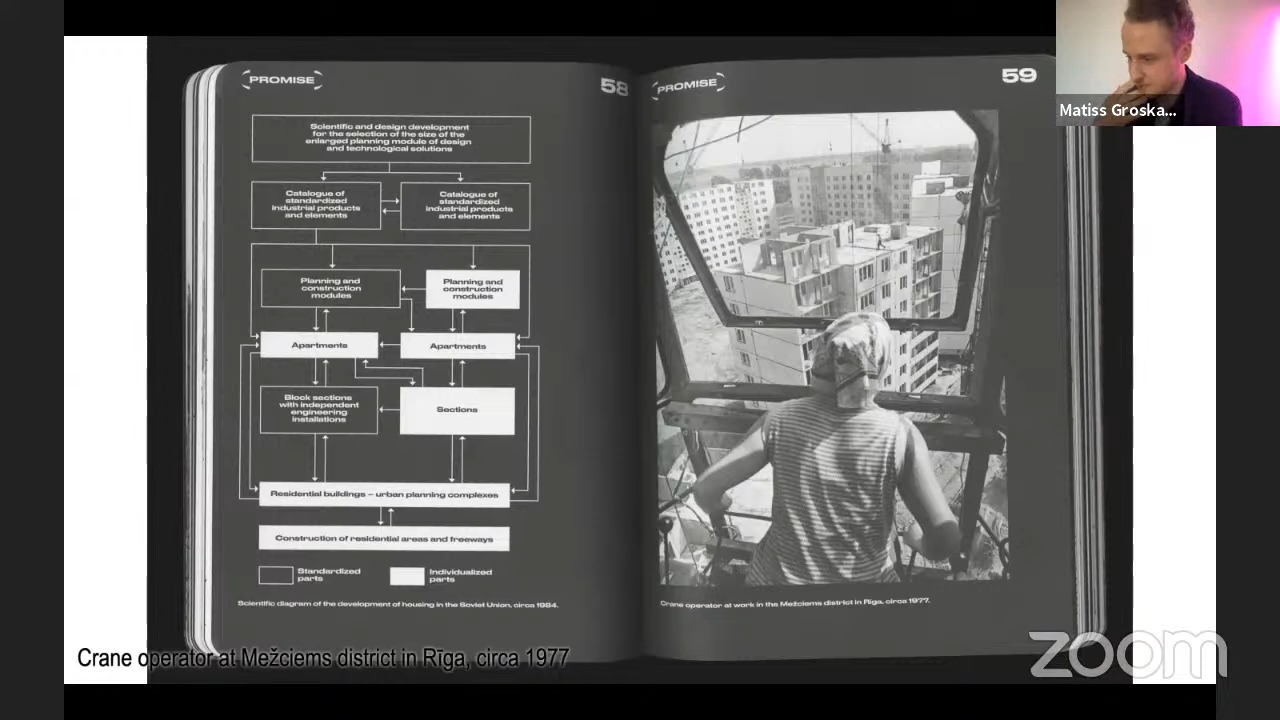 PROMISE
58
Scientific and design development
for the selection of the size of the
enlarged planning module of design
and technological solutions
Catalogue of
standardized
industrial products
and elements
Catalogue of
standardized
industrial products
and elements
Planning and
construction
modules
Planning and
construction
modules
Apartments
Apartments
Block sections
with independent
engineering
installations
Sections
Residential buildings – urban planning complexes
Construction of residential areas and freeways
Standardized
parts
Individualized
parts
Scientific diagram of the development of housing in the Soviet Union, circa 1984.
PROMISE
59
Crane operator at work in the Mežciems district in Rīga, circa 1977.
Matiss Groska...
Crane operator at Mežciems district in Rīga, circa 1977
zoom